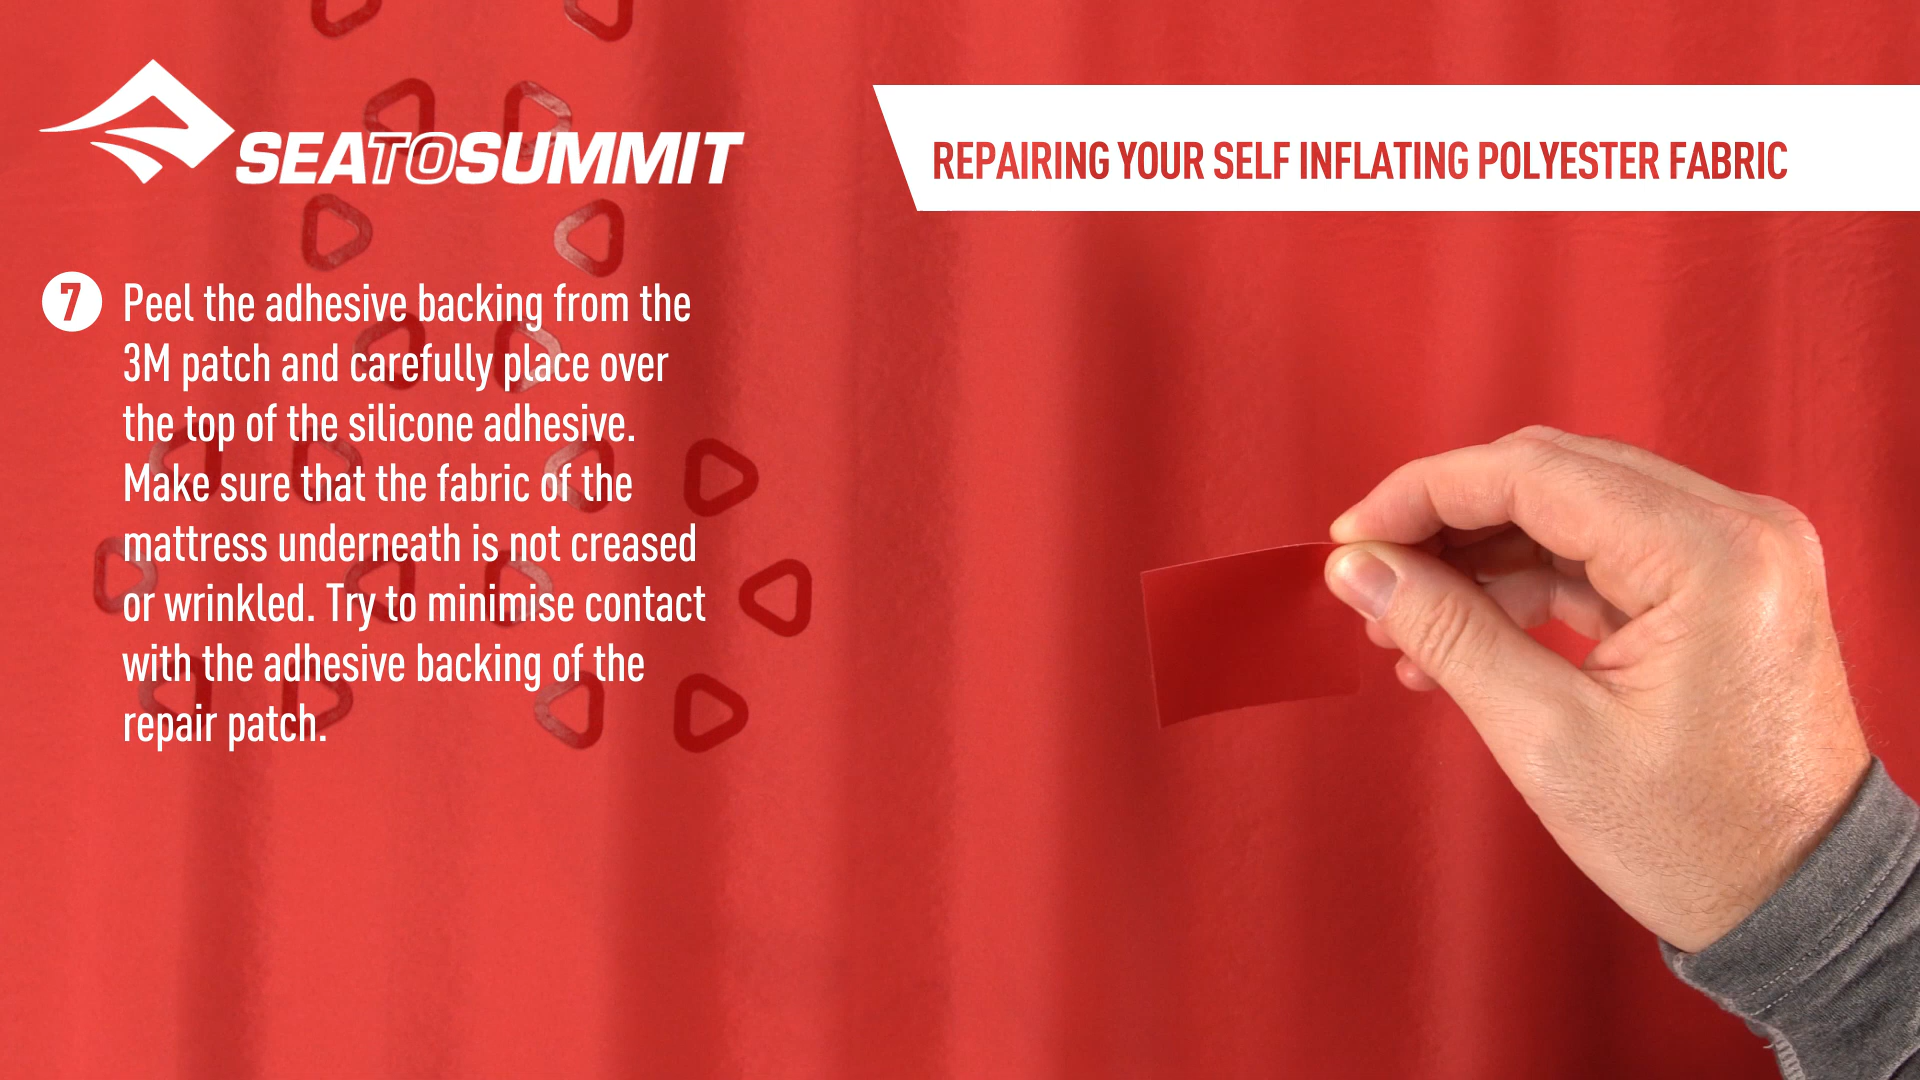 SEATOSUMMIT
REPAIRING YOUR SELF INFLATING POLYESTER FABRIC
7 Peel the adhesive backing from the
3M patch and carefully place over
the top of the silicone adhesive.
Make sure that the fabric of the
mattress underneath is not creased
or wrinkled. Try to minimise contact
with the adhesive backing of the
repair patch.